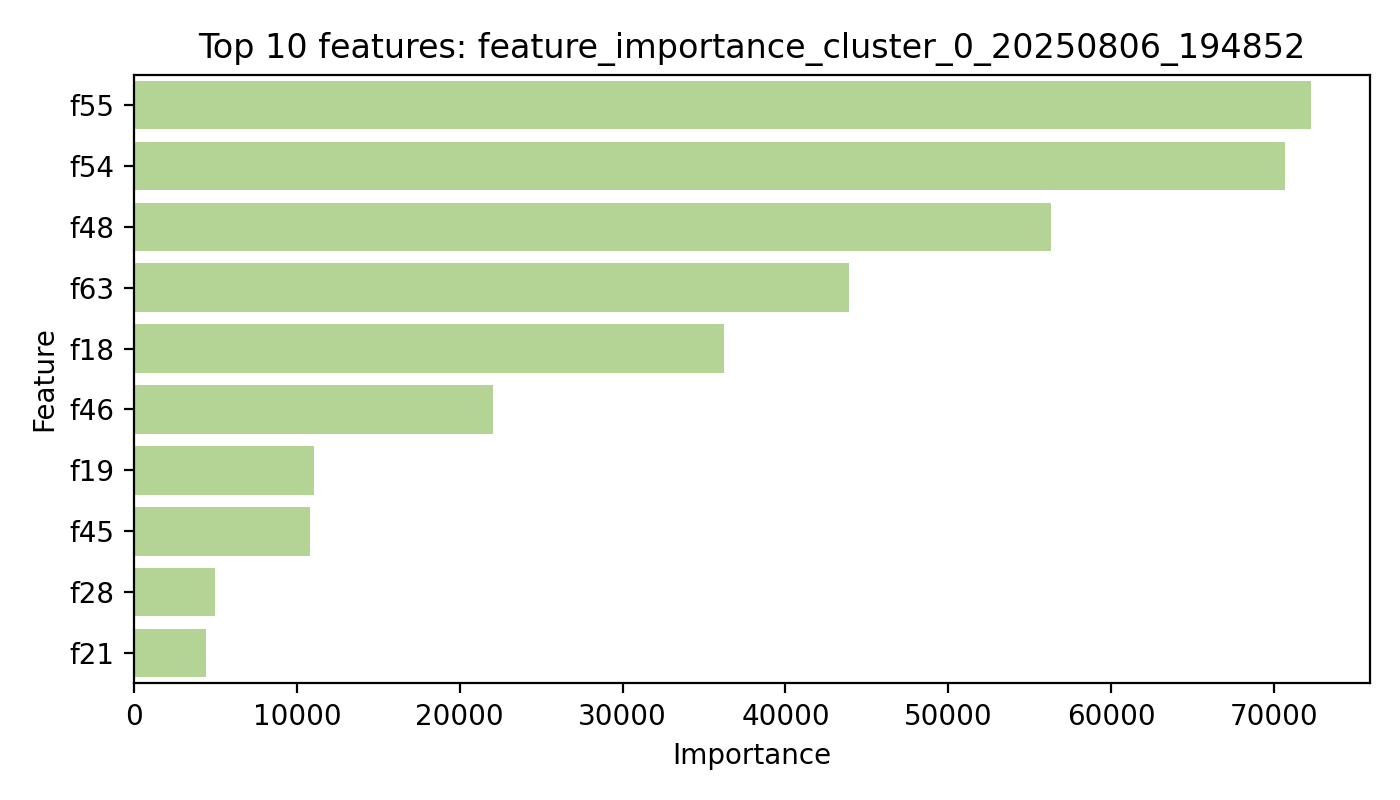 Top 10 features: feature_importance_cluster_0_20250806_194852
f55
f54
f48
f63
f18
f46
f19
f45
f28
f21
Feature
0 10000 20000 30000 40000 50000 60000 70000
Importance